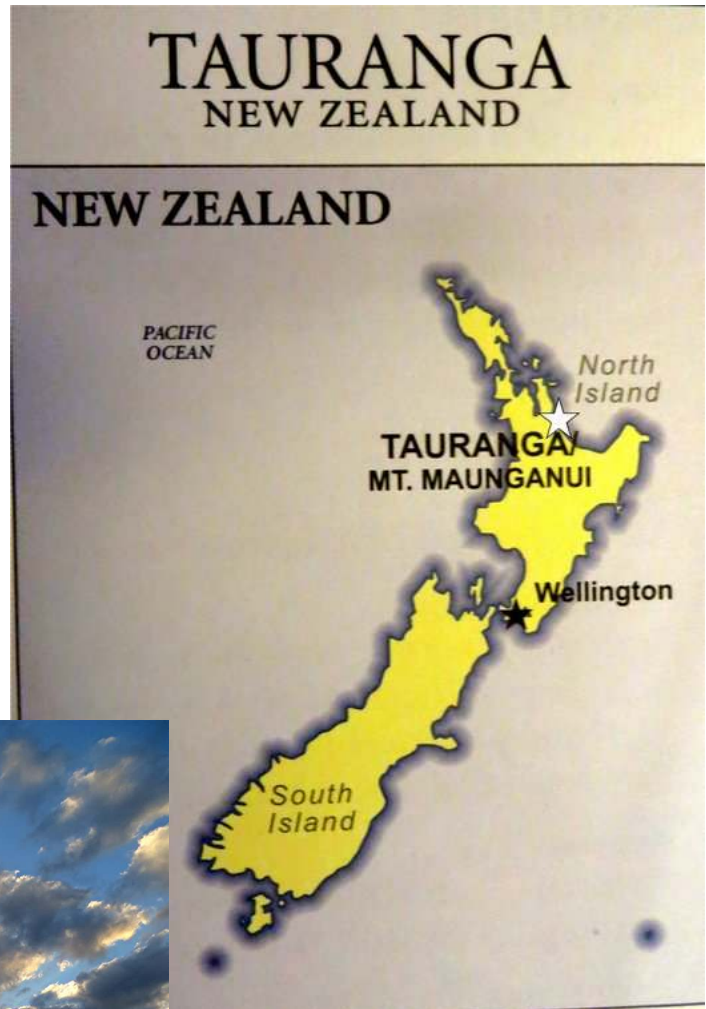 TAURANGA
NEW ZEALAND
NEW ZEALAND
PACIFIC
OCEAN
North
Island
TAURANGA/
MT. MAUNGANUI
Wellington
South
Island